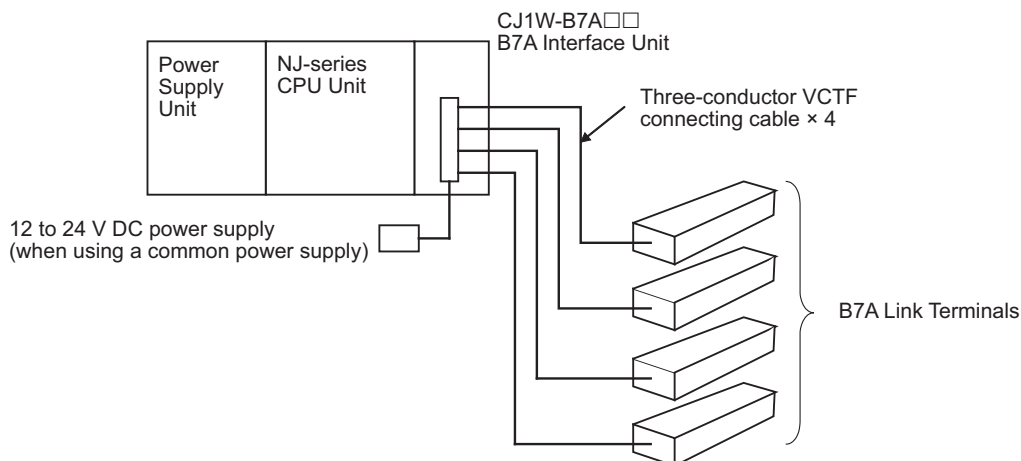 CJ1W-B7A□□
B7A Interface Unit
Power
Supply
Unit
NJ-series
CPU Unit
Three-conductor VCTF
connecting cable × 4
12 to 24 V DC power supply
(when using a common power supply)
B7A Link Terminals